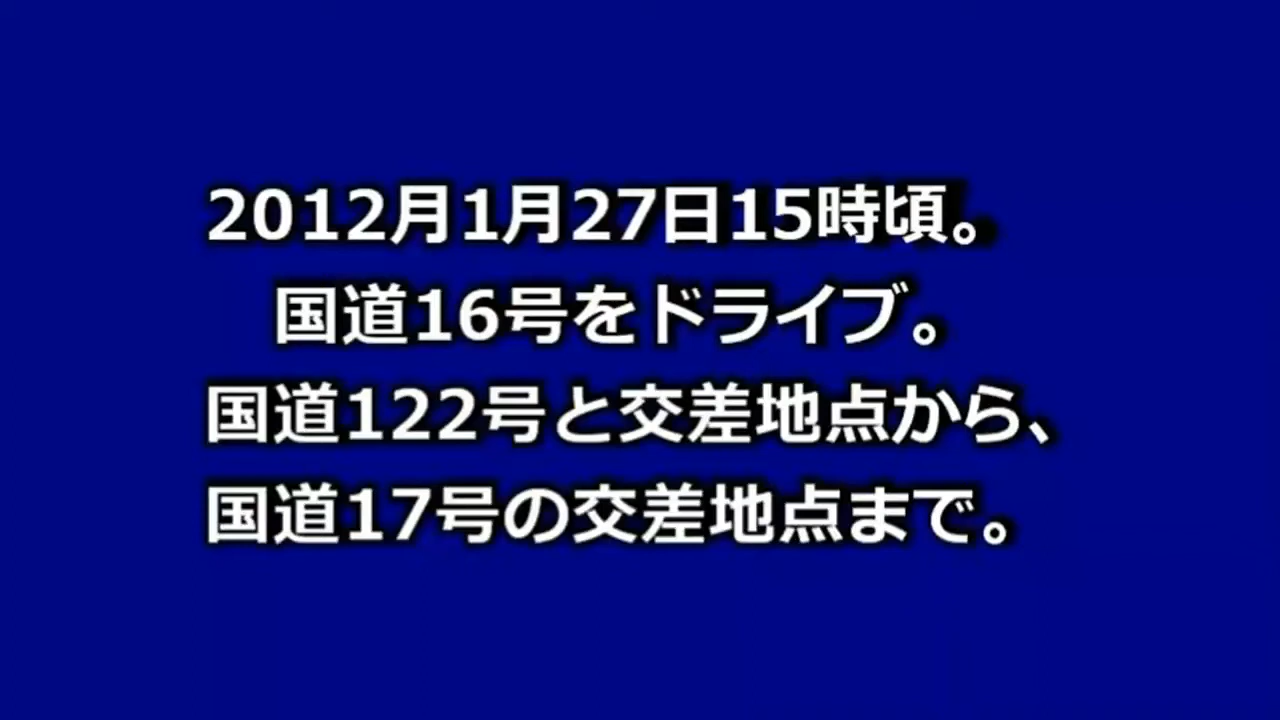 2012月1月27日15時頃。
国道16号をドライブ。
国道122号と交差地点から、
国道17号の交差地点まで。